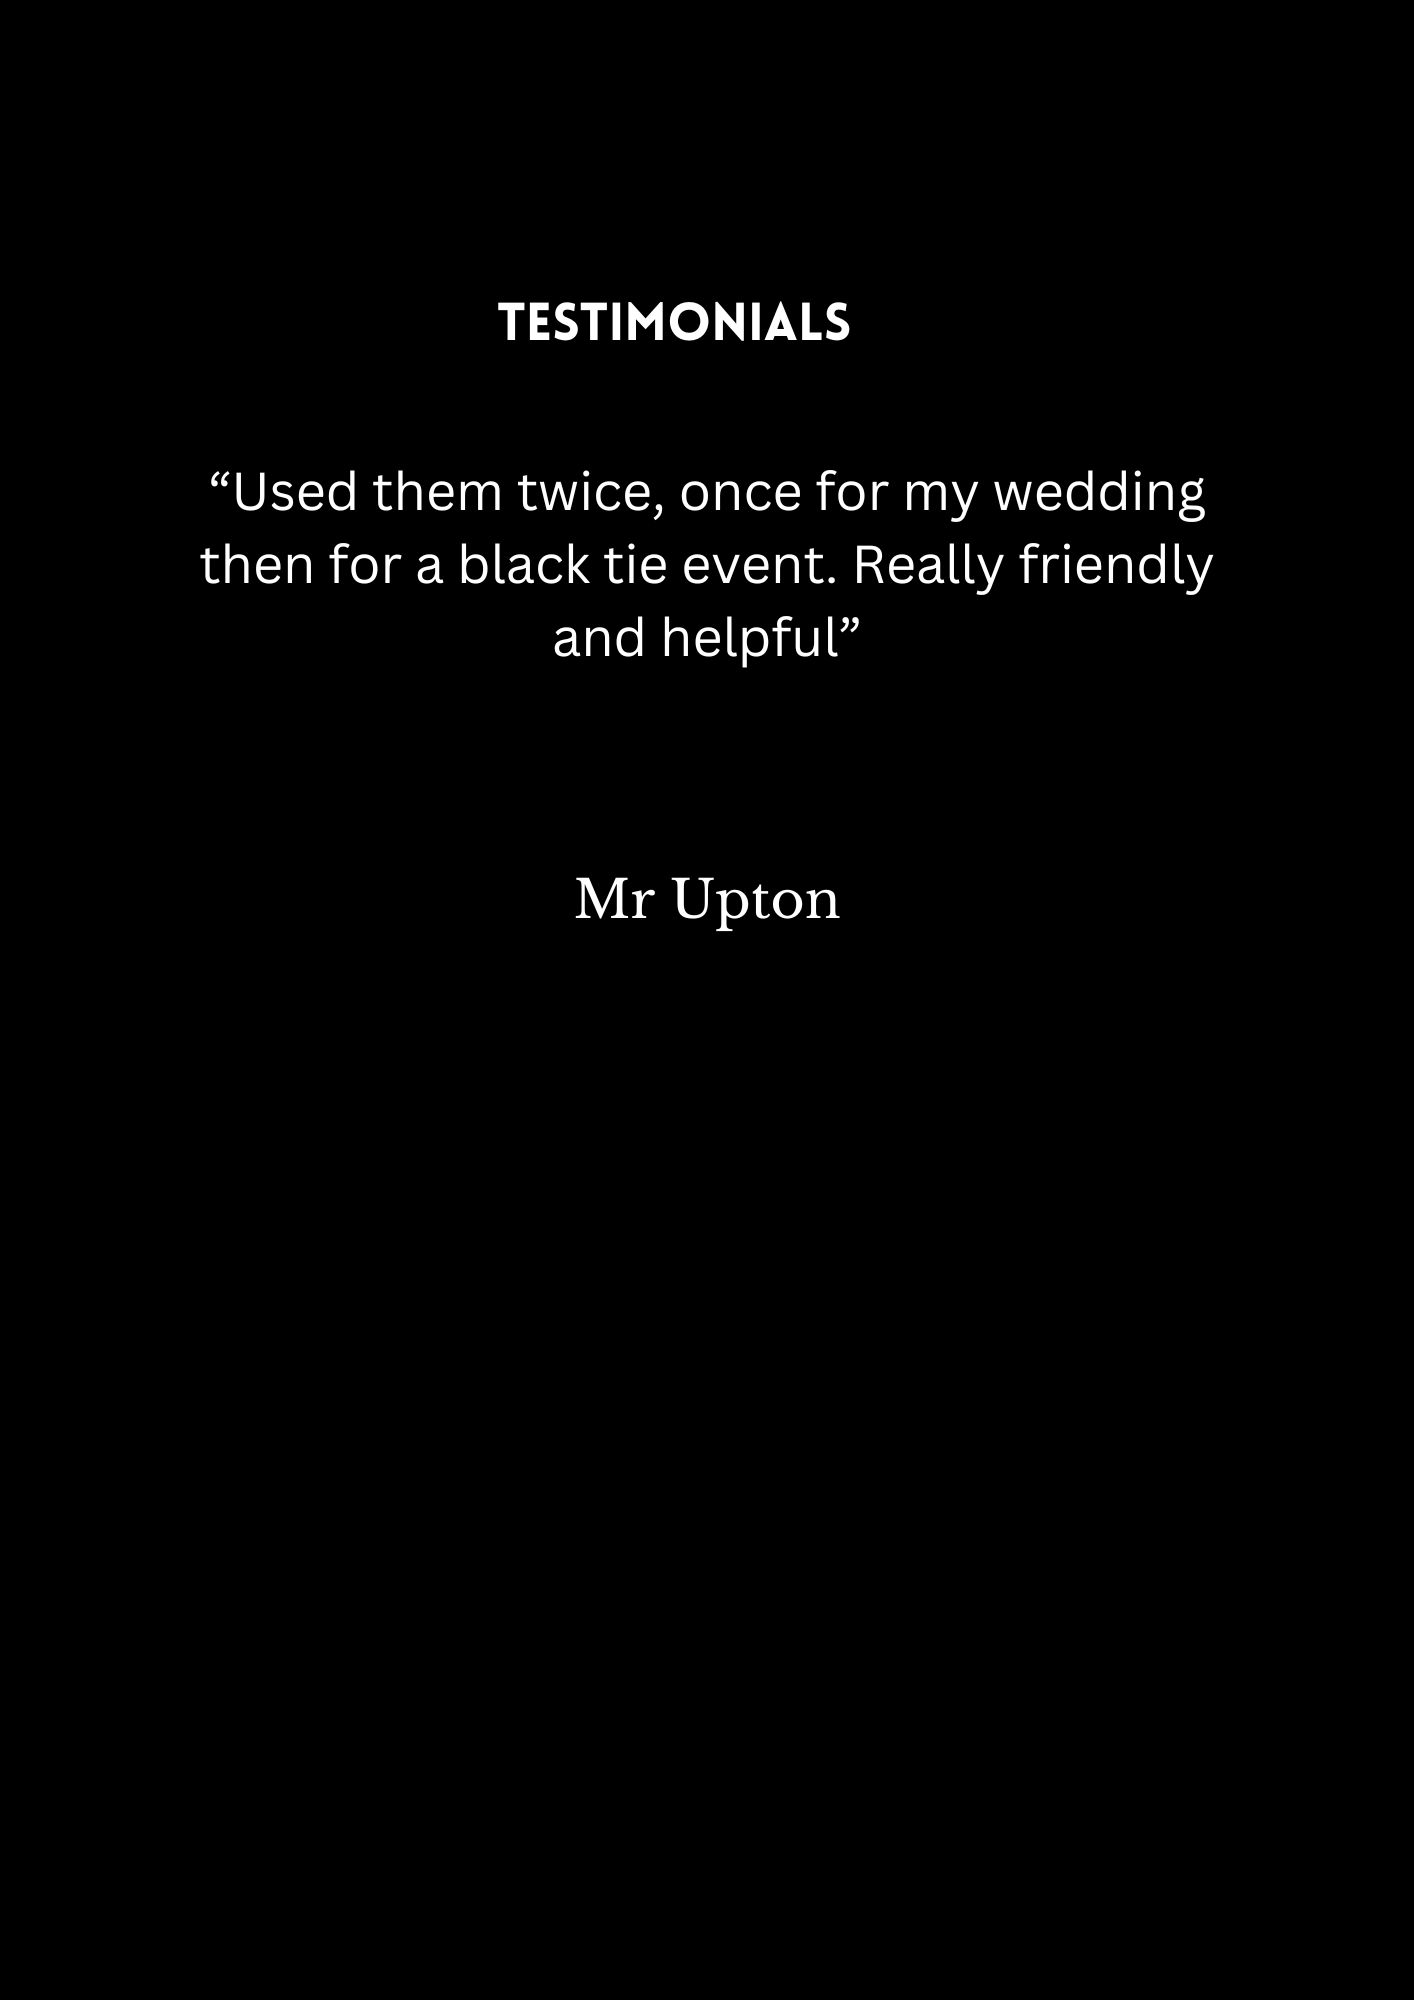 TESTIMONIALS
“Used them twice, once for my wedding
then for a black tie event. Really friendly
and helpful”
Mr Upton